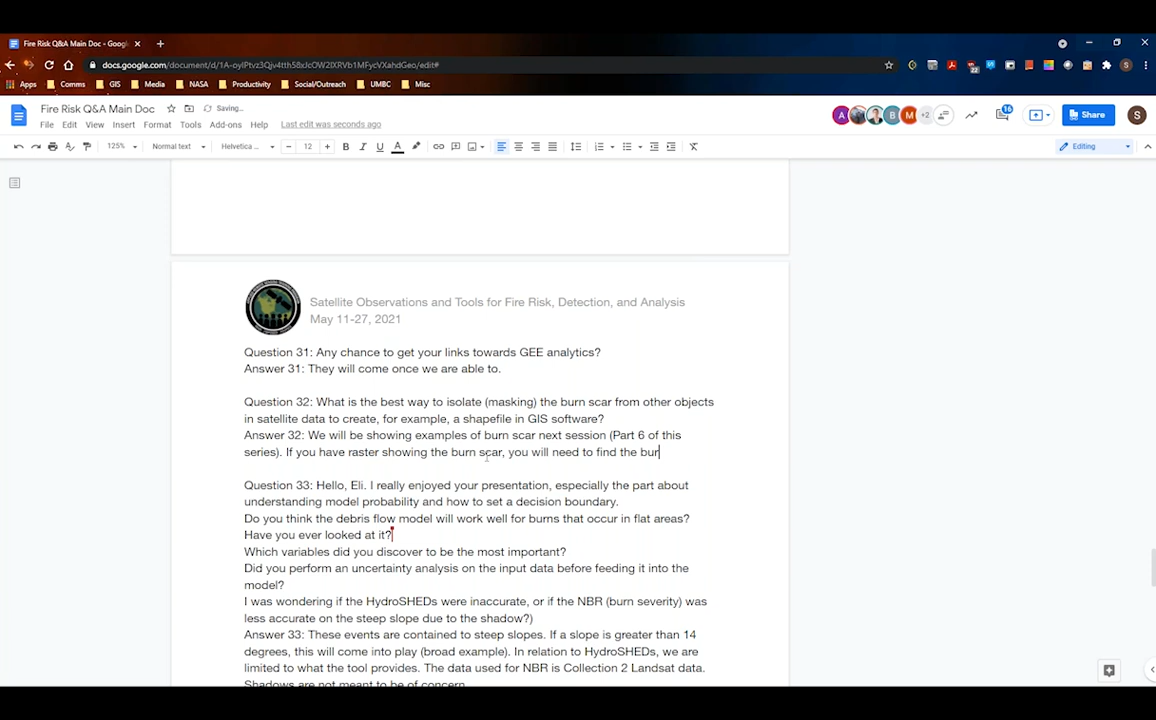 Fire Risk Q&A Main Doc - Googl
docs.google.com/document/d/1A-oyIPtvz3Qjv4tth58xJcOW2IXRVb1MFycVXahdGeo/edit#
Apps Comms GIS Media NASA Productivity Social/Outreach UMBC Misc
22
Fire Risk Q&A Main Doc Saving...
File Edit View Insert Format Tools Add-ons Help Last edit was seconds ago
A B M +2 16 Share S
125% Normal text Helvetica ... 12 B I U A Editing
Satellite Observations and Tools for Fire Risk, Detection, and Analysis
May 11-27, 2021
Question 31: Any chance to get your links towards GEE analytics?
Answer 31: They will come once we are able to.
Question 32: What is the best way to isolate (masking) the burn scar from other objects
in satellite data to create, for example, a shapefile in GIS software?
Answer 32: We will be showing examples of burn scar next session (Part 6 of this
series). If you have raster showing the burn scar, you will need to find the bur
Question 33: Hello, Eli. I really enjoyed your presentation, especially the part about
understanding model probability and how to set a decision boundary.
Do you think the debris flow model will work well for burns that occur in flat areas?
Have you ever looked at it?
Which variables did you discover to be the most important?
Did you perform an uncertainty analysis on the input data before feeding it into the
model?
I was wondering if the HydroSHEDs were inaccurate, or if the NBR (burn severity) was
less accurate on the steep slope due to the shadow?)
Answer 33: These events are contained to steep slopes. If a slope is greater than 14
degrees, this will come into play (broad example). In relation to HydroSHEDs, we are
limited to what the tool provides. The data used for NBR is Collection 2 Landsat data.
Shadows are not meant to be of concern